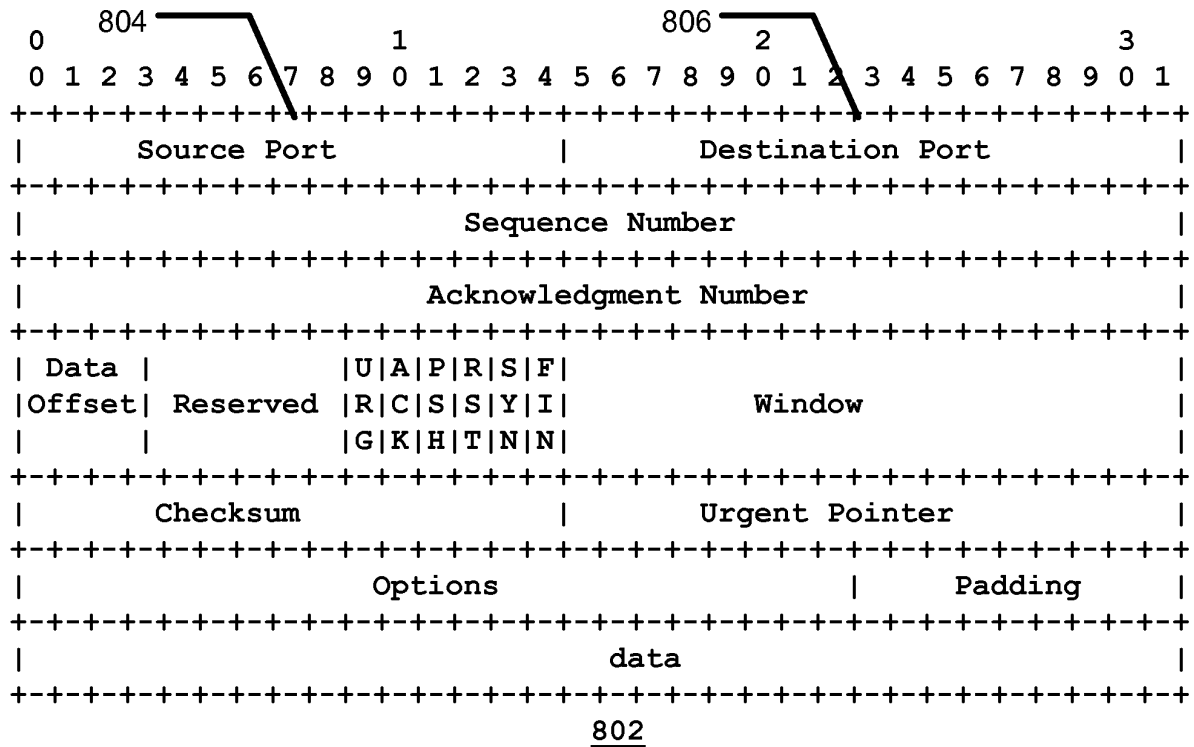 804 806
0 1 2 3
0 1 2 3 4 5 6 7 8 9 0 1 2 3 4 5 6 7 8 9 0 1 2 3 4 5 6 7 8 9 0 1
+-+-+-+-+-+-+-+-+-+-+-+-+-+-+-+-+-+-+-+-+-+-+-+-+-+-+-+-+-+-+-+-+
| Source Port | Destination Port |
+-+-+-+-+-+-+-+-+-+-+-+-+-+-+-+-+-+-+-+-+-+-+-+-+-+-+-+-+-+-+-+-+
| Sequence Number |
+-+-+-+-+-+-+-+-+-+-+-+-+-+-+-+-+-+-+-+-+-+-+-+-+-+-+-+-+-+-+-+-+
| Acknowledgment Number |
+-+-+-+-+-+-+-+-+-+-+-+-+-+-+-+-+-+-+-+-+-+-+-+-+-+-+-+-+-+-+-+-+
| Data | |U|A|P|R|S|F| |
|Offset| Reserved |R|C|S|S|Y|I| Window |
| | |G|K|H|T|N|N| |
+-+-+-+-+-+-+-+-+-+-+-+-+-+-+-+-+-+-+-+-+-+-+-+-+-+-+-+-+-+-+-+-+
| Checksum | Urgent Pointer |
+-+-+-+-+-+-+-+-+-+-+-+-+-+-+-+-+-+-+-+-+-+-+-+-+-+-+-+-+-+-+-+-+
| Options | Padding |
+-+-+-+-+-+-+-+-+-+-+-+-+-+-+-+-+-+-+-+-+-+-+-+-+-+-+-+-+-+-+-+-+
| data |
+-+-+-+-+-+-+-+-+-+-+-+-+-+-+-+-+-+-+-+-+-+-+-+-+-+-+-+-+-+-+-+-+
802